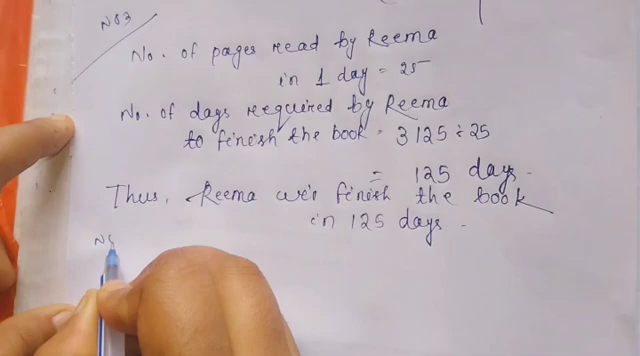 No3
No. of pages read by Reema
in 1 day = 25
No. of days required by Reema
to finish the book = 3125 ÷ 25
= 125 days.
Thus, Reema will finish the book
in 125 days.